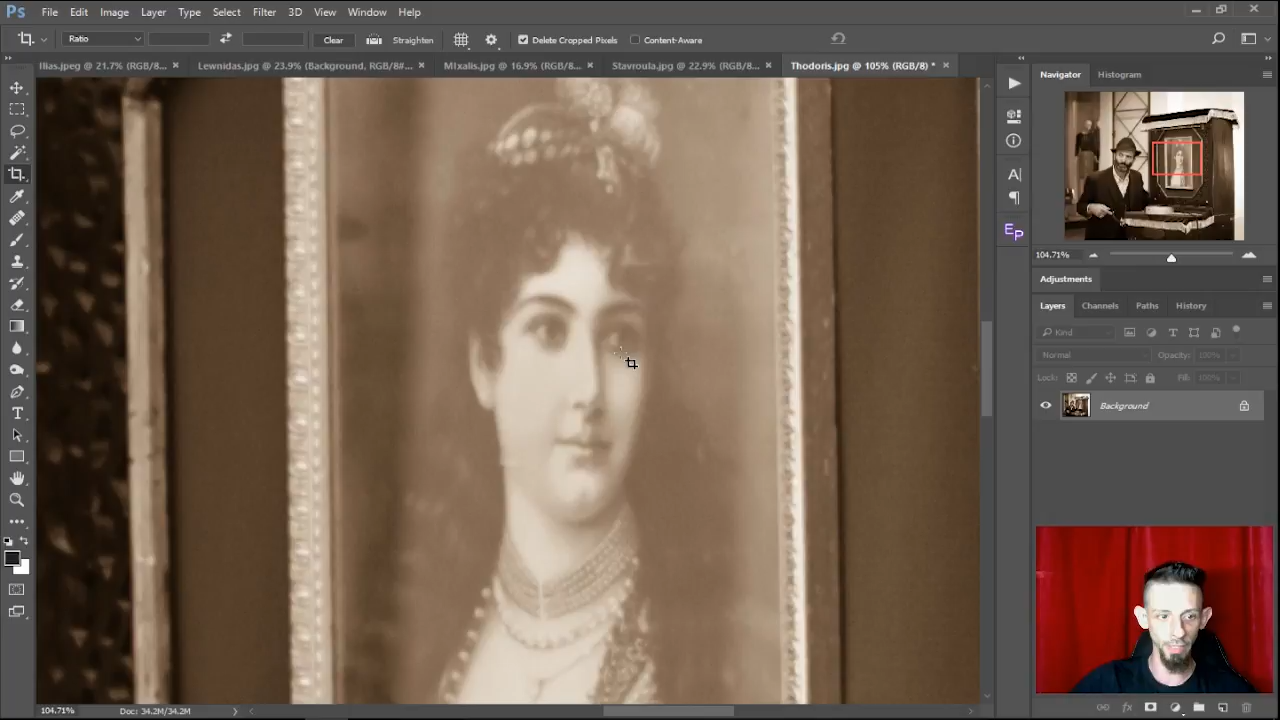 Ps File Edit Image Layer Type Select Filter 3D View Window Help
Ratio Clear Straighten Delete Cropped Pixels Content-Aware
Ilias.jpeg @ 21.7% (RGB/8... × Lewnidas.jpg @ 23.9% (Background, RGB/8#... × MIxalis.jpg @ 16.9% (RGB/8... × Stavroula.jpg @ 22.9% (RGB/8... × Thodoris.jpg @ 105% (RGB/8) * ×
Navigator Histogram
104.71%
Adjustments
Layers Channels Paths History
Kind
Normal Opacity: 100%
Lock: Fill: 100%
Background
EP
104.71% Doc: 34.2M/34.2M